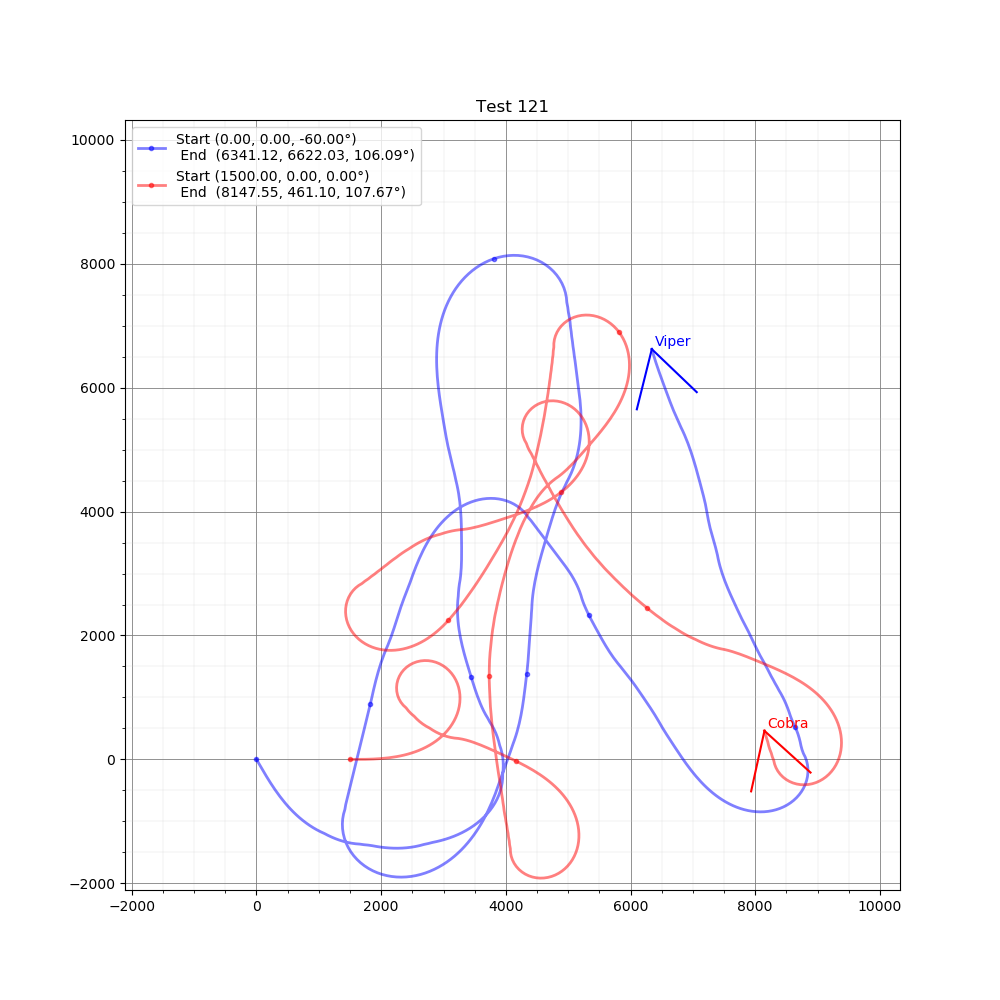 Test 121
Start (0.00, 0.00, -60.00°)
End  (6341.12, 6622.03, 106.09°)
Start (1500.00, 0.00, 0.00°)
End  (8147.55, 461.10, 107.67°)
10000
8000
6000
4000
2000
0
−2000
Viper
Cobra
−2000 0 2000 4000 6000 8000 10000